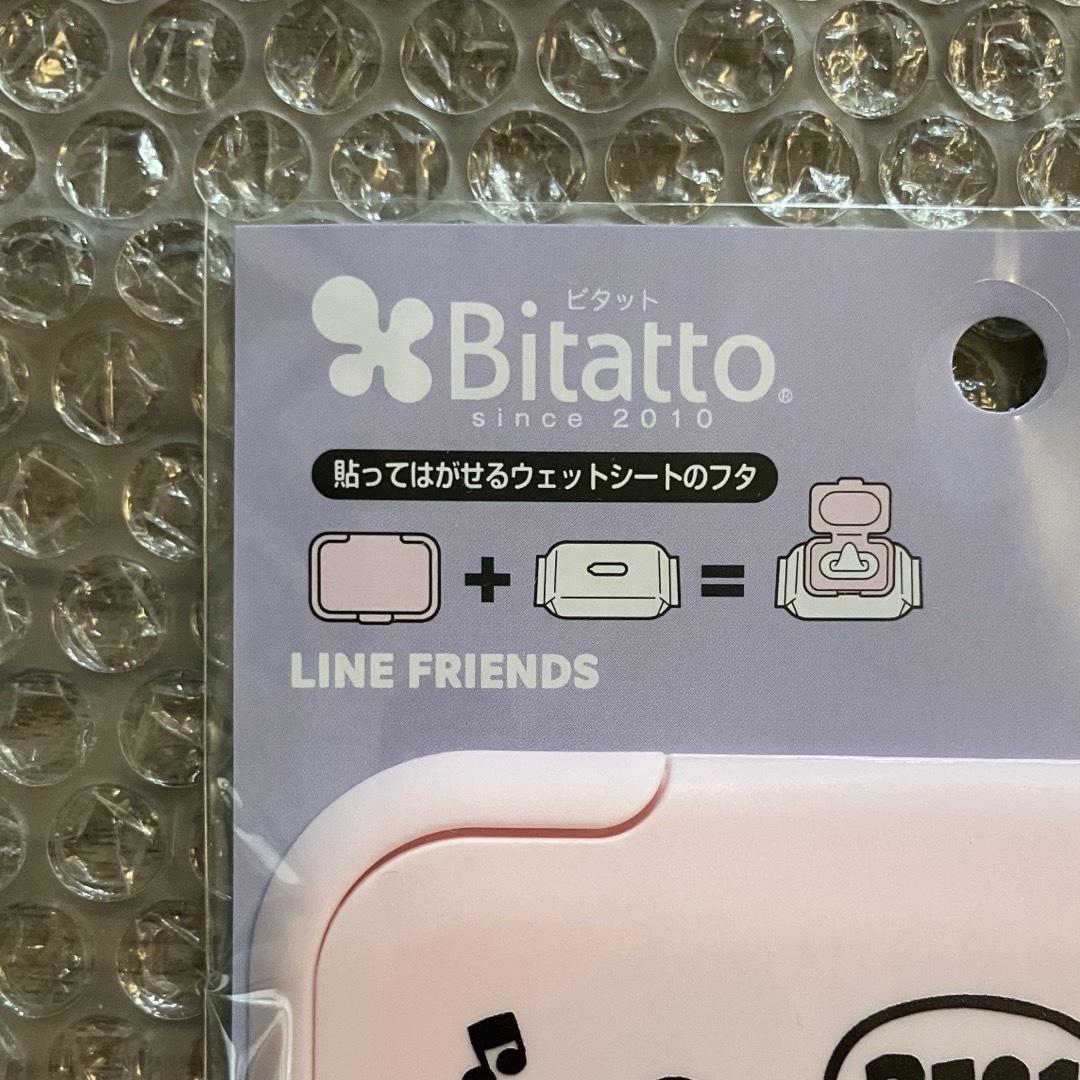 ビタット
Bitatto®
since 2010
貼ってはがせるウェットシートのフタ
LINE FRIENDS